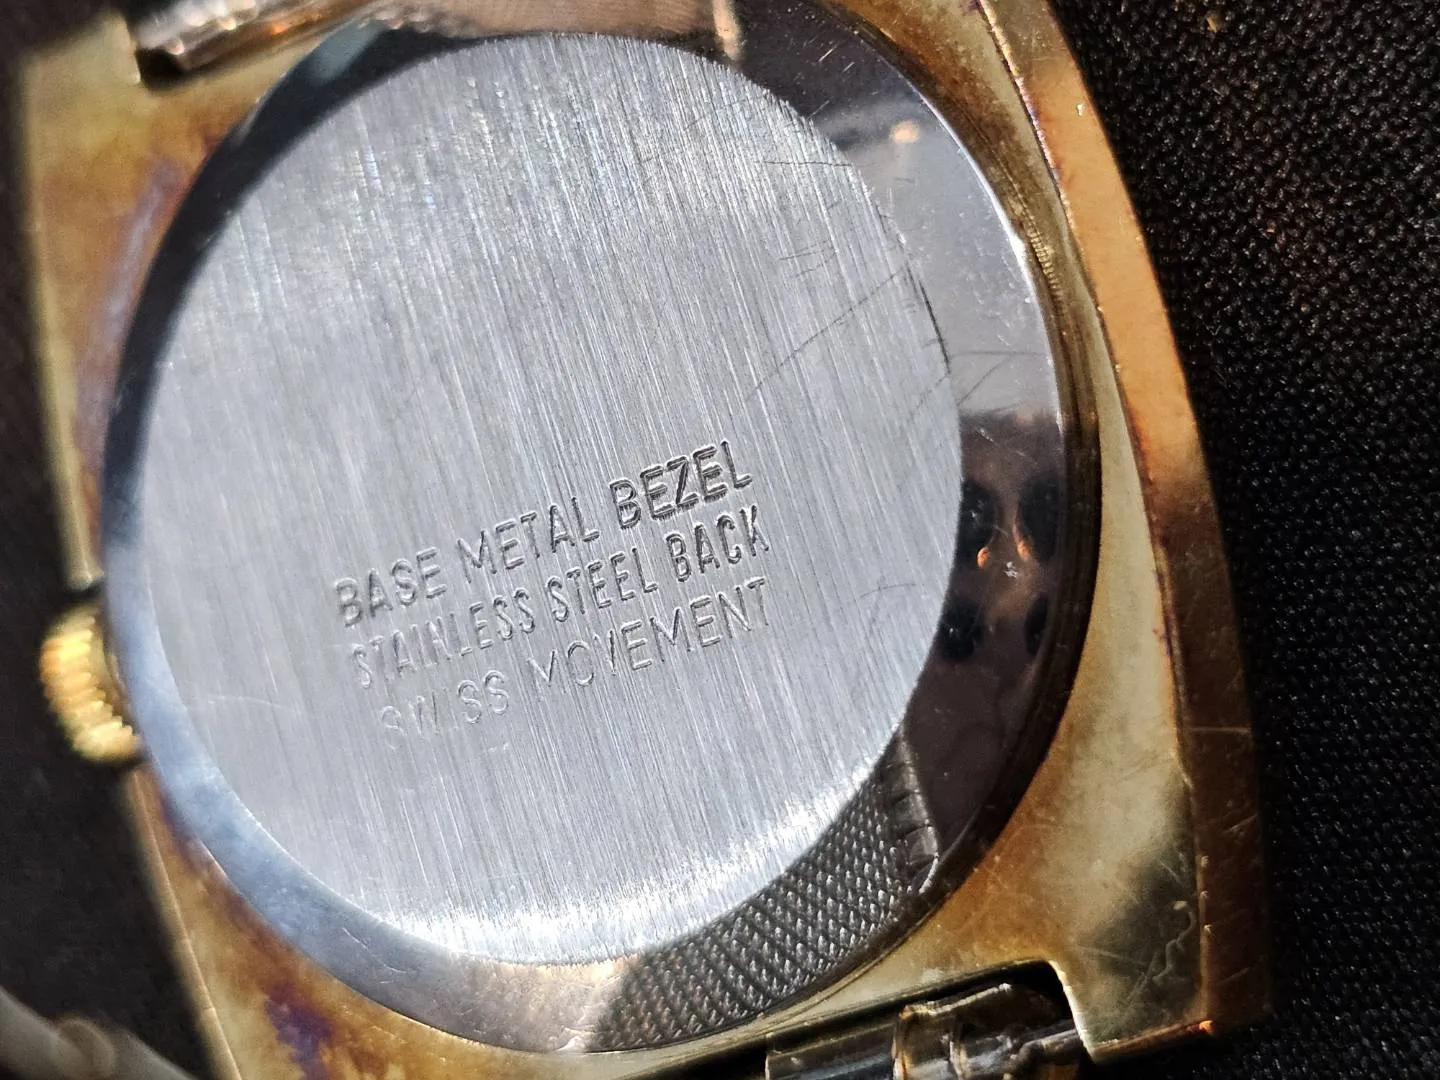 BASE METAL BEZEL
STAINLESS STEEL BACK
SWISS MOVEMENT